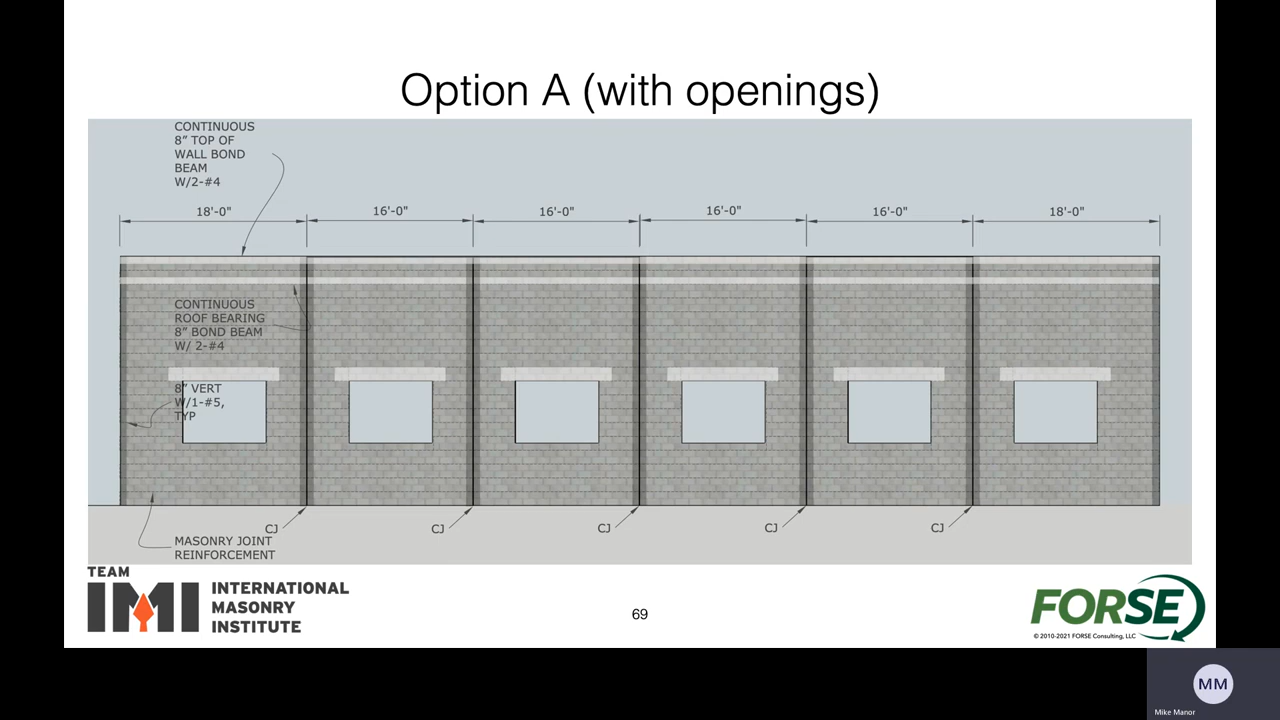 Option A (with openings)
CONTINUOUS
8” TOP OF
WALL BOND
BEAM
W/2-#4
18'-0"
16'-0"
16'-0"
16'-0"
16'-0"
18'-0"
CONTINUOUS
ROOF BEARING
8” BOND BEAM
W/ 2-#4
8” VERT
W/1-#5,
TYP
CJ
CJ
CJ
CJ
CJ
MASONRY JOINT
REINFORCEMENT
TEAM
IMI
INTERNATIONAL
MASONRY
INSTITUTE
69
FORSE
© 2010-2021 FORSE Consulting, LLC
MM
Mike Manor